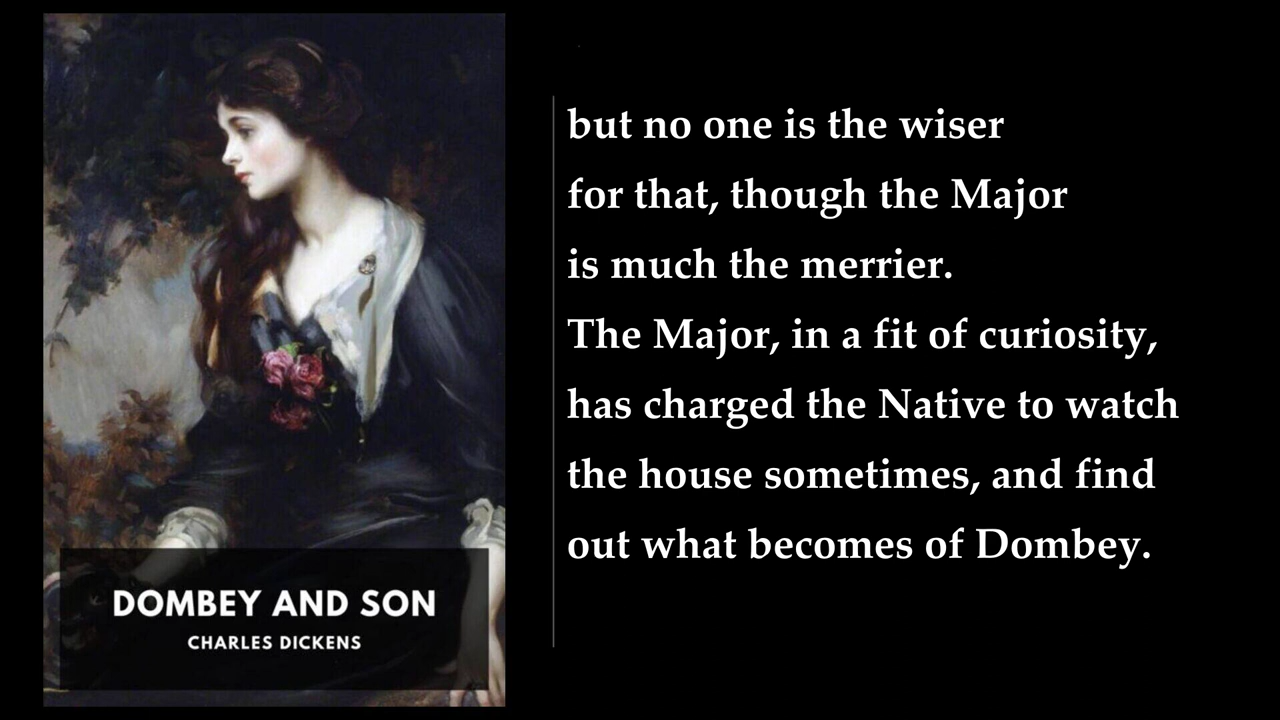 DOMBEY AND SON
CHARLES DICKENS
but no one is the wiser
for that, though the Major
is much the merrier.
The Major, in a fit of curiosity,
has charged the Native to watch
the house sometimes, and find
out what becomes of Dombey.